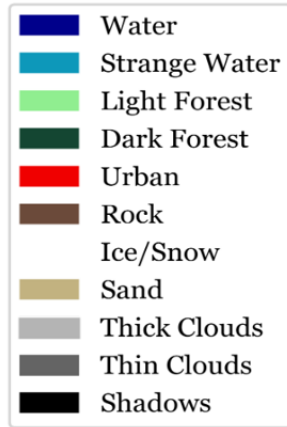 Water
Strange Water
Light Forest
Dark Forest
Urban
Rock
Ice/Snow
Sand
Thick Clouds
Thin Clouds
Shadows